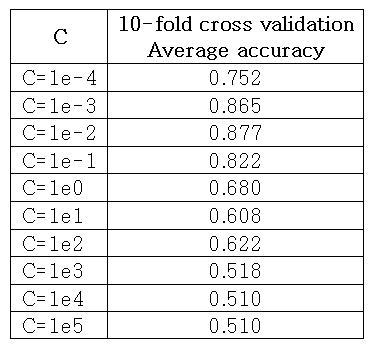 C 10-fold cross validation
Average accuracy
C=1e-4 0.752
C=1e-3 0.865
C=1e-2 0.877
C=1e-1 0.822
C=1e0 0.680
C=1e1 0.608
C=1e2 0.622
C=1e3 0.518
C=1e4 0.510
C=1e5 0.510